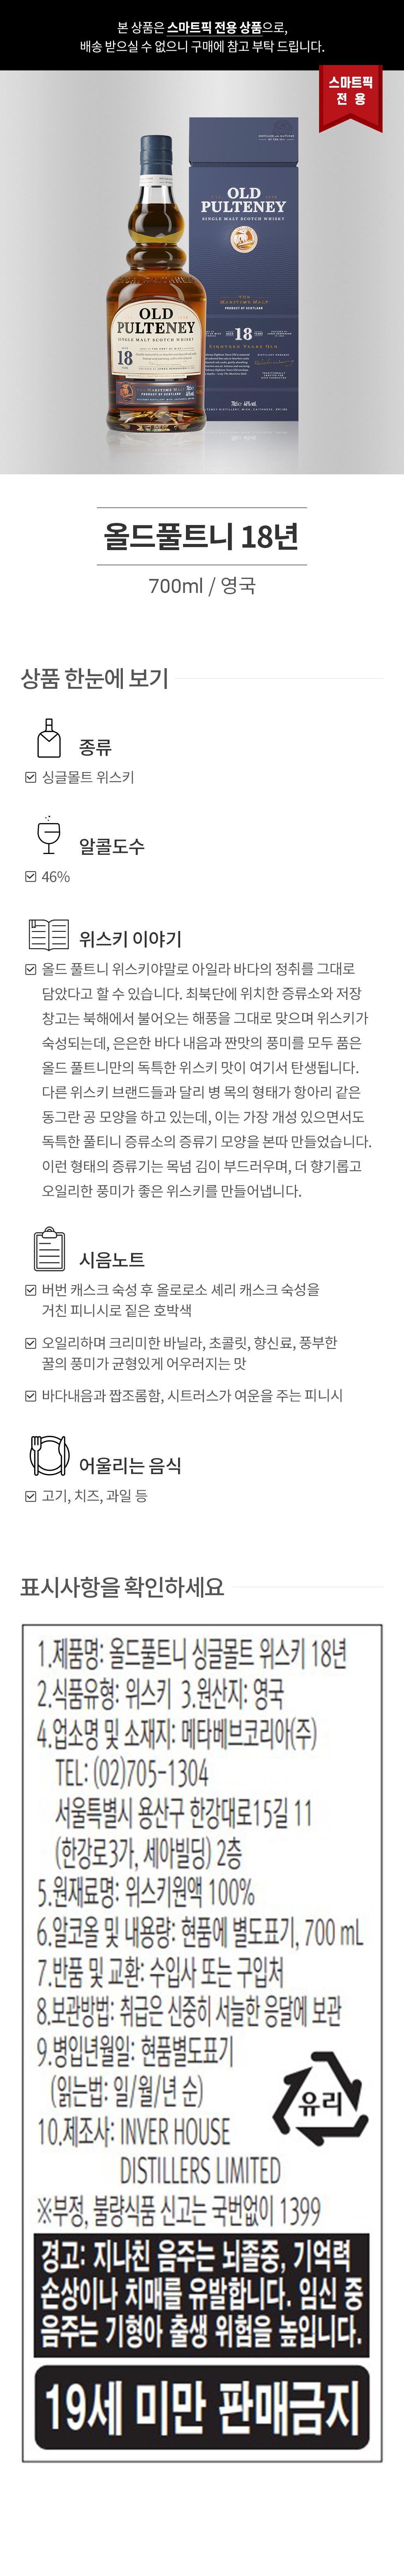 본 상품은 스마트픽 전용 상품으로,
배송 받으실 수 없으니 구매에 참고 부탁 드립니다.
스마트픽
전 용
OLD
PULTENEY
SINGLE MALT SCOTCH WHISKY
THE
MARITIME MALT
PRODUCT OF SCOTLAND
AGED 18 YEARS
EIGHTEEN YEARS OLD
70cl e 46%vol
OLD
PULTENEY
SINGLE MALT SCOTCH WHISKY
18
MARITIME MALT
PRODUCT OF SCOTLAND
올드풀트니 18년
700ml / 영국
상품 한눈에 보기
종류
싱글몰트 위스키
알콜도수
46%
위스키 이야기
올드 풀트니 위스키야말로 아일라 바다의 정취를 그대로
담았다고 할 수 있습니다. 최북단에 위치한 증류소와 저장
창고는 북해에서 불어오는 해풍을 그대로 맞으며 위스키가
숙성되는데, 은은한 바다 내음과 짠맛의 풍미를 모두 품은
올드 풀트니만의 독특한 위스키 맛이 여기서 탄생됩니다.
다른 위스키 브랜드들과 달리 병 목의 형태가 항아리 같은
동그란 공 모양을 하고 있는데, 이는 가장 개성 있으면서도
독특한 풀티니 증류소의 증류기 모양을 본따 만들었습니다.
이런 형태의 증류기는 목넘 김이 부드러우며, 더 향기롭고
오일리한 풍미가 좋은 위스키를 만들어냅니다.
시음노트
버번 캐스크 숙성 후 올로로소 셰리 캐스크 숙성을
거친 피니시로 짙은 호박색
오일리하며 크리미한 바닐라, 초콜릿, 향신료, 풍부한
꿀의 풍미가 균형있게 어우러지는 맛
바다내음과 짭조롬함, 시트러스가 여운을 주는 피니시
어울리는 음식
고기, 치즈, 과일 등
표시사항을 확인하세요
1.제품명: 올드풀트니 싱글몰트 위스키 18년
2.식품유형: 위스키 3.원산지: 영국
4.업소명 및 소재지: 메타베브코리아(주)
TEL: (02)705-1304
서울특별시 용산구 한강대로15길 11
(한강로3가, 세아빌딩) 2층
5.원재료명: 위스키원액 100%
6.알코올 및 내용량: 현품에 별도표기, 700 mL
7.반품 및 교환: 수입사 또는 구입처
8.보관방법: 취급은 신중히 서늘한 응달에 보관
9.병입년월일: 현품별도표기
(읽는법: 일/월/년 순)
유리
10.제조사: INVER HOUSE
DISTILLERS LIMITED
※부정, 불량식품 신고는 국번없이 1399
경고: 지나친 음주는 뇌졸중, 기억력
손상이나 치매를 유발합니다. 임신 중
음주는 기형아 출생 위험을 높입니다.
19세 미만 판매금지